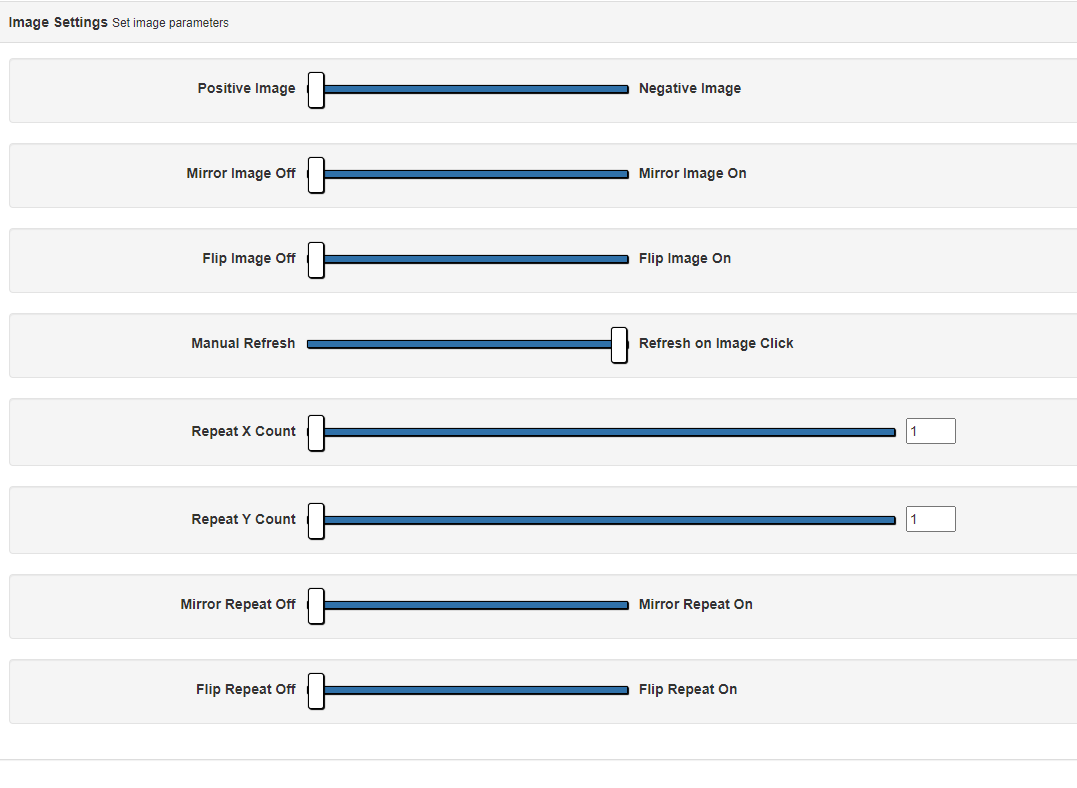 Image Settings Set image parameters
Positive Image Negative Image
Mirror Image Off Mirror Image On
Flip Image Off Flip Image On
Manual Refresh Refresh on Image Click
Repeat X Count 1
Repeat Y Count 1
Mirror Repeat Off Mirror Repeat On
Flip Repeat Off Flip Repeat On